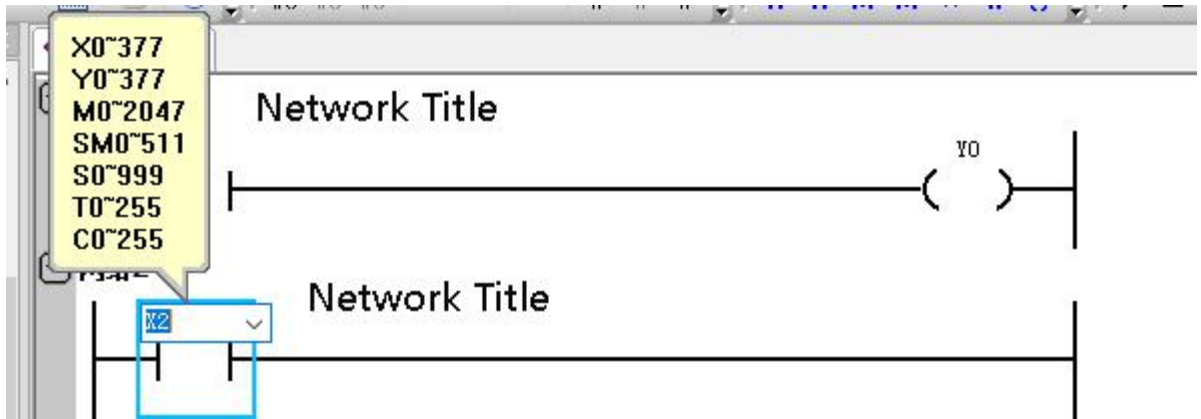 X0~377
Y0~377
M0~2047
SM0~511
S0~999
T0~255
C0~255
Network Title
Y0
Network Title
X2